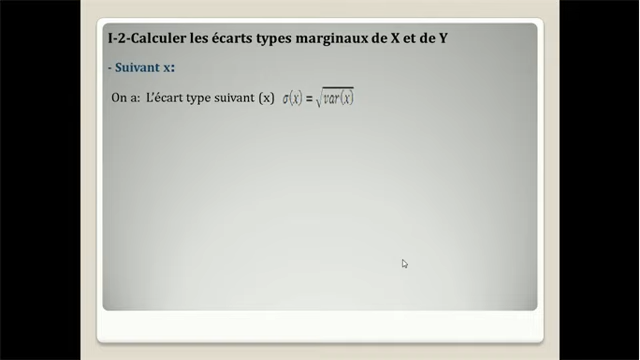 I-2-Calculer les écarts types marginaux de X et de Y
- Suivant x:
On a: L'écart type suivant (x) σ(x) = √var(x)